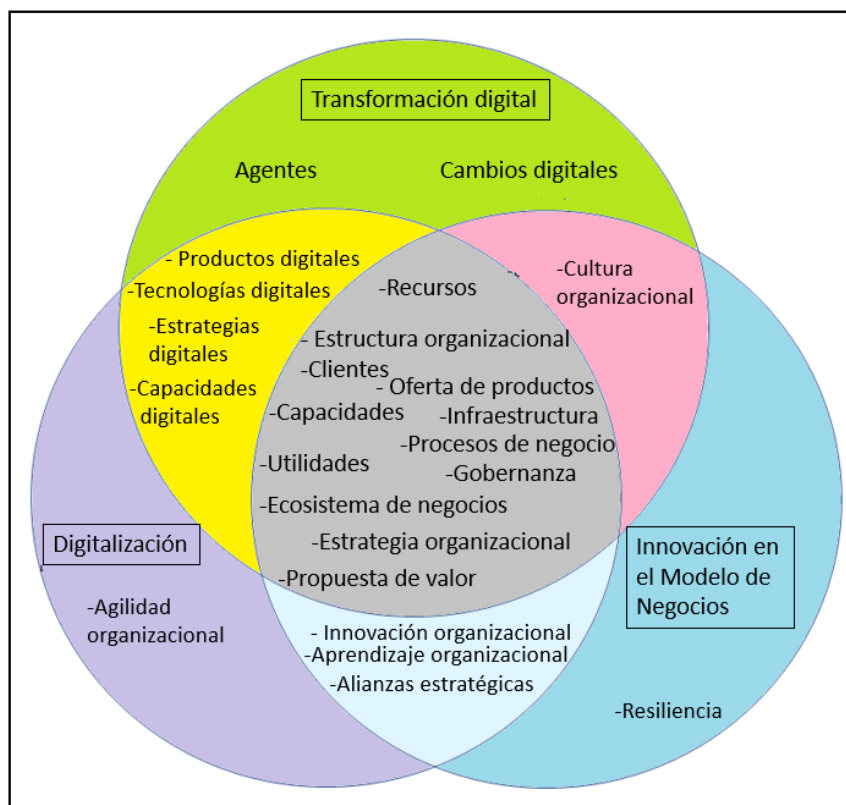 Transformación digital
Agentes
Cambios digitales
- Productos digitales
-Tecnologías digitales
-Estrategias
digitales
-Capacidades
digitales
-Recursos
- Estructura organizacional
-Clientes
- Oferta de productos
-Capacidades
-Infraestructura
-Procesos de negocio
-Utilidades
-Gobernanza
-Ecosistema de negocios
-Estrategia organizacional
-Propuesta de valor
-Cultura
organizacional
Digitalización
-Agilidad
organizacional
Innovación en
el Modelo de
Negocios
- Innovación organizacional
-Aprendizaje organizacional
-Alianzas estratégicas
-Resiliencia